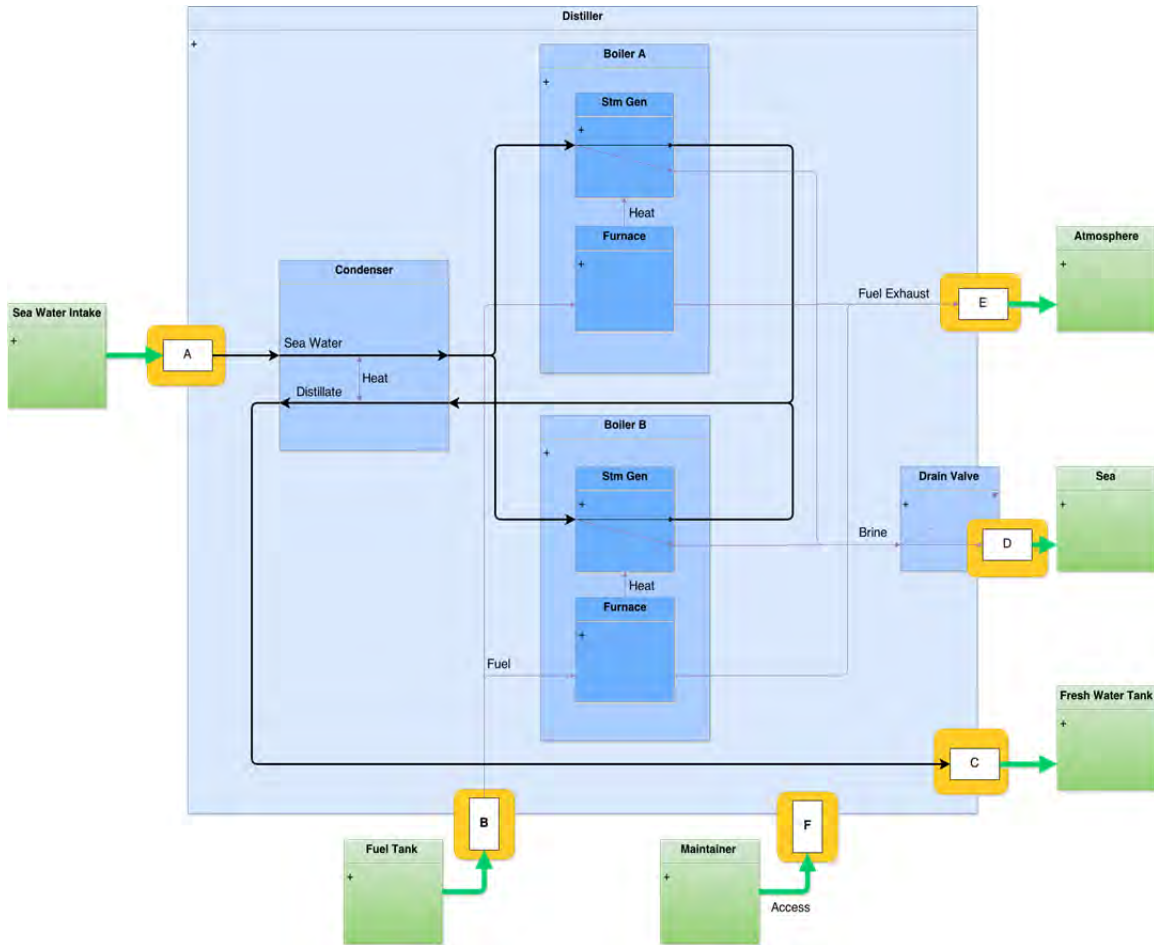 Distiller
+
Boiler A
+
Stm Gen
+
Heat
Furnace
+
Atmosphere
+
Condenser
Fuel Exhaust
E
Sea Water Intake
+
A
Sea Water
Heat
Distillate
Boiler B
+
Stm Gen
+
Drain Valve
+
Sea
+
Brine
D
Heat
Furnace
+
Fuel
Fresh Water Tank
+
C
B
F
Fuel Tank
+
Maintainer
+
Access